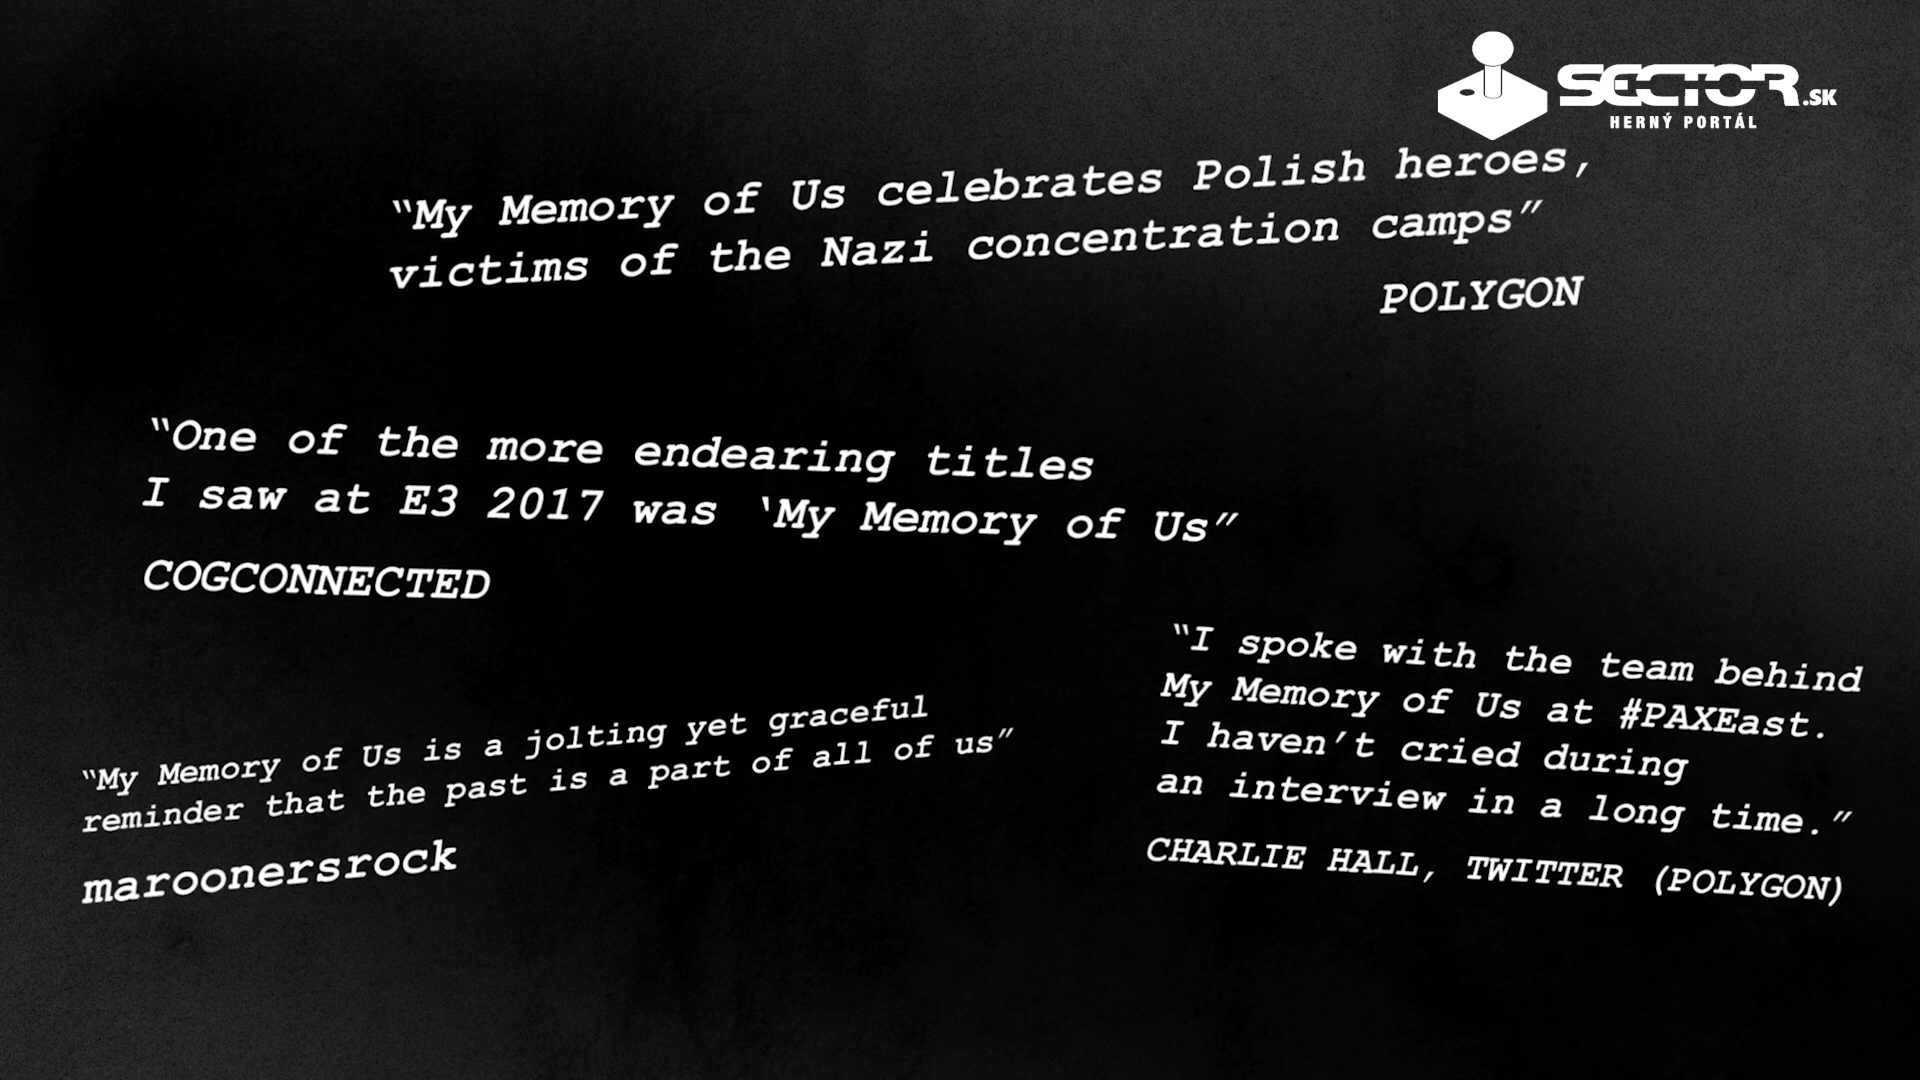 SECTOR.SK
HERNÝ PORTÁL
“My Memory of Us celebrates Polish heroes,
victims of the Nazi concentration camps”
POLYGON
“One of the more endearing titles
I saw at E3 2017 was ‘My Memory of Us”
COGCONNECTED
“I spoke with the team behind
My Memory of Us at #PAXEast.
I haven’t cried during
an interview in a long time.”
CHARLIE HALL, TWITTER (POLYGON)
“My Memory of Us is a jolting yet graceful
reminder that the past is a part of all of us”
maroonersrock